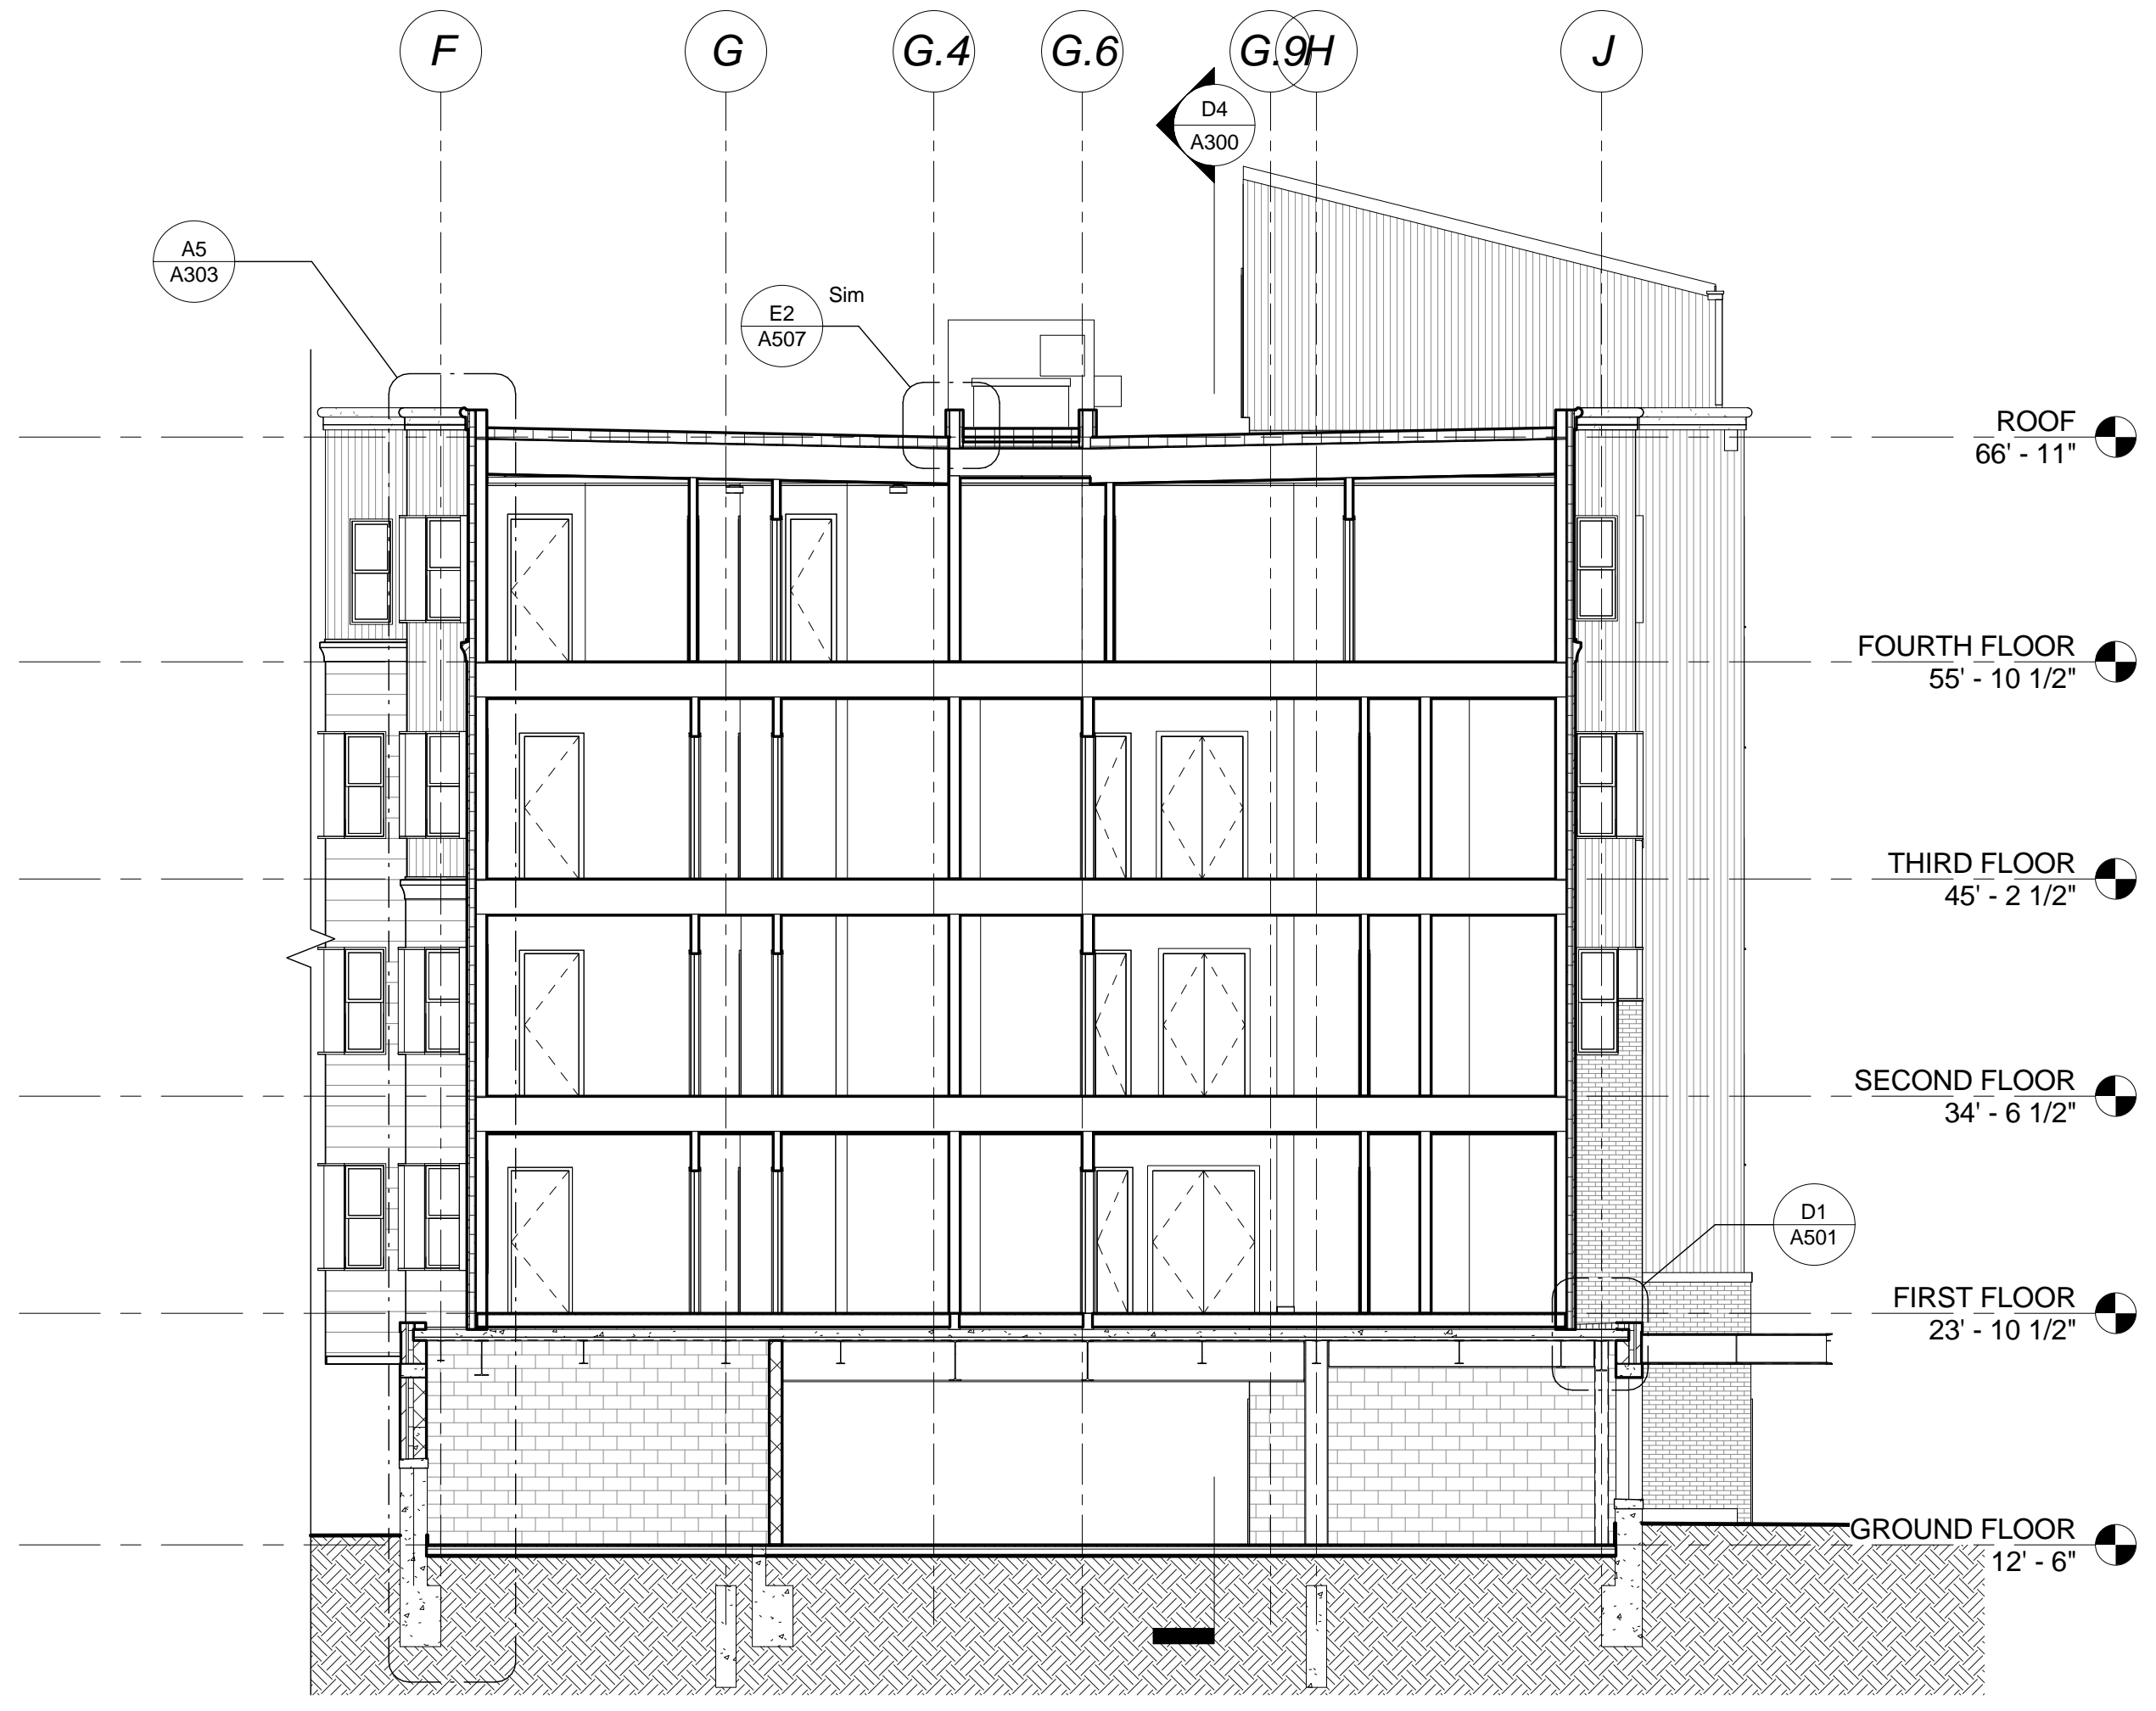 F
G
G.4
G.6
G.9
H
J
D4
A300
A5
A303
E2
A507
Sim
ROOF
66' - 11"
FOURTH FLOOR
55' - 10 1/2"
THIRD FLOOR
45' - 2 1/2"
SECOND FLOOR
34' - 6 1/2"
D1
A501
FIRST FLOOR
23' - 10 1/2"
GROUND FLOOR
12' - 6"